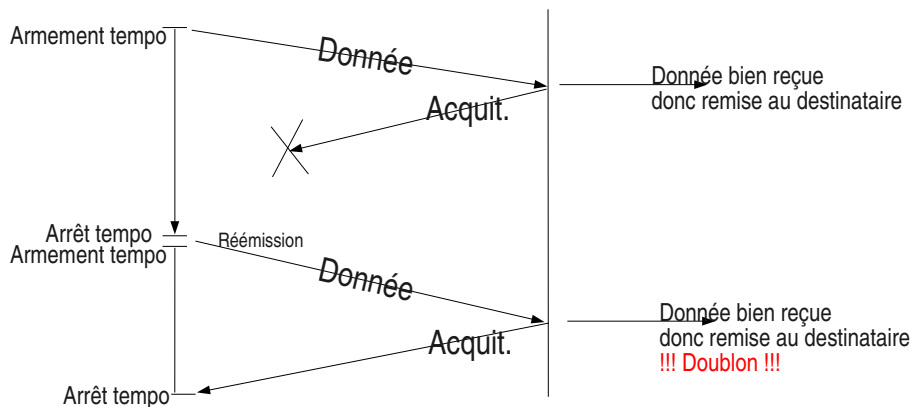 Armement tempo
Donnée
Donnée bien reçue
donc remise au destinataire
Acquit.
Arrêt tempo
Réémission
Armement tempo
Donnée
Donnée bien reçue
donc remise au destinataire
!!! Doublon !!!
Acquit.
Arrêt tempo